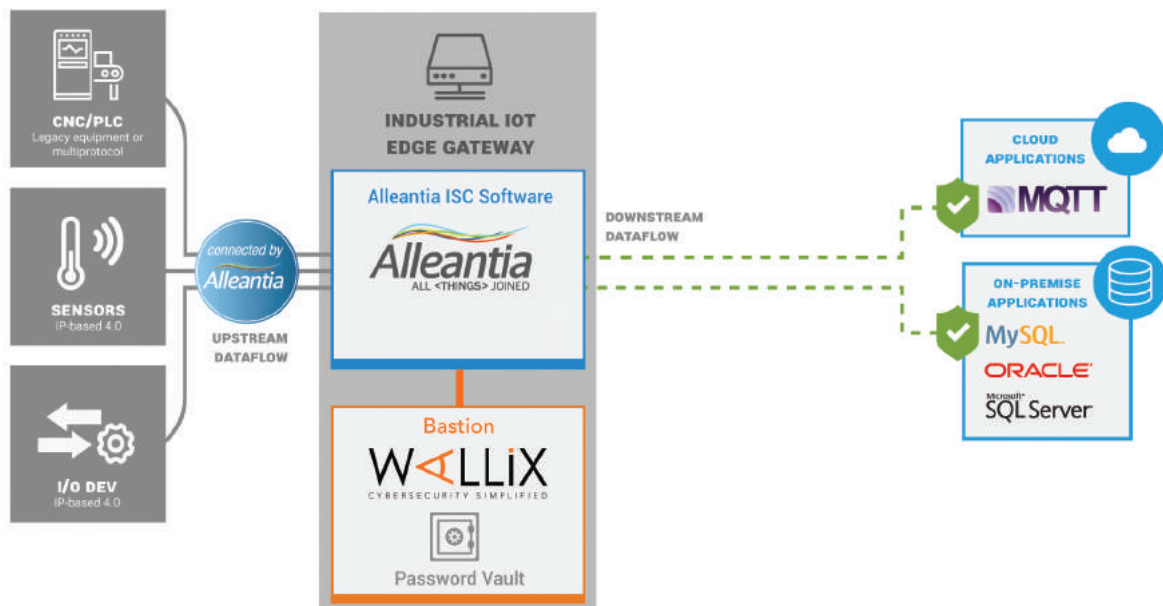 CNC/PLC
Legacy equipment or
multiprotocol
SENSORS
IP-based 4.0
I/O DEV
IP-based 4.0
connected by
Alleantia
UPSTREAM
DATAFLOW
INDUSTRIAL IOT
EDGE GATEWAY
Alleantia ISC Software
Alleantia
ALL <THINGS> JOINED
Bastion
WALLiX
CYBERSECURITY SIMPLIFIED
Password Vault
DOWNSTREAM
DATAFLOW
CLOUD
APPLICATIONS
MQTT
ON-PREMISE
APPLICATIONS
MySQL™
ORACLE®
Microsoft®
SQL Server